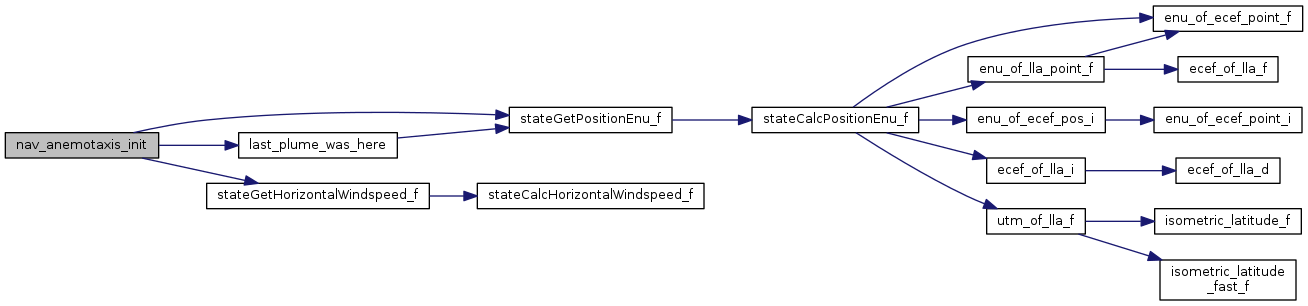 nav_anemotaxis_init
last_plume_was_here
stateGetHorizontalWindspeed_f
stateGetPositionEnu_f
stateCalcHorizontalWindspeed_f
stateCalcPositionEnu_f
enu_of_ecef_point_f
enu_of_lla_point_f
ecef_of_lla_f
enu_of_ecef_pos_i
enu_of_ecef_point_i
ecef_of_lla_i
ecef_of_lla_d
utm_of_lla_f
isometric_latitude_f
isometric_latitude
_fast_f